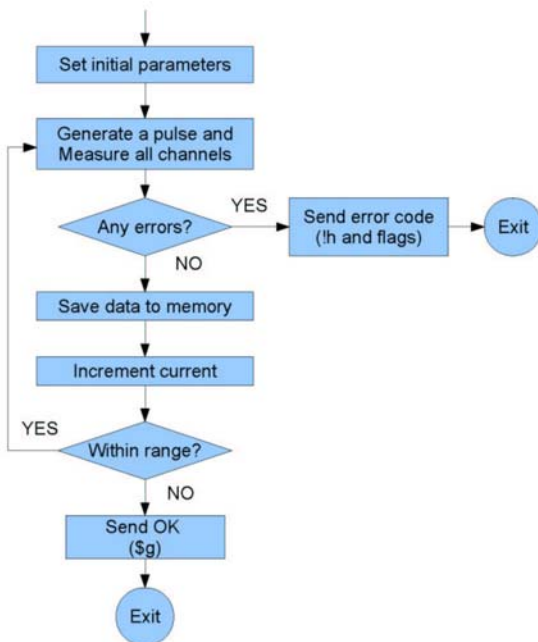 Set initial parameters
Generate a pulse and
Measure all channels
Any errors?
YES
Send error code
(!h and flags)
Exit
NO
Save data to memory
Increment current
YES
Within range?
NO
Send OK
($g)
Exit